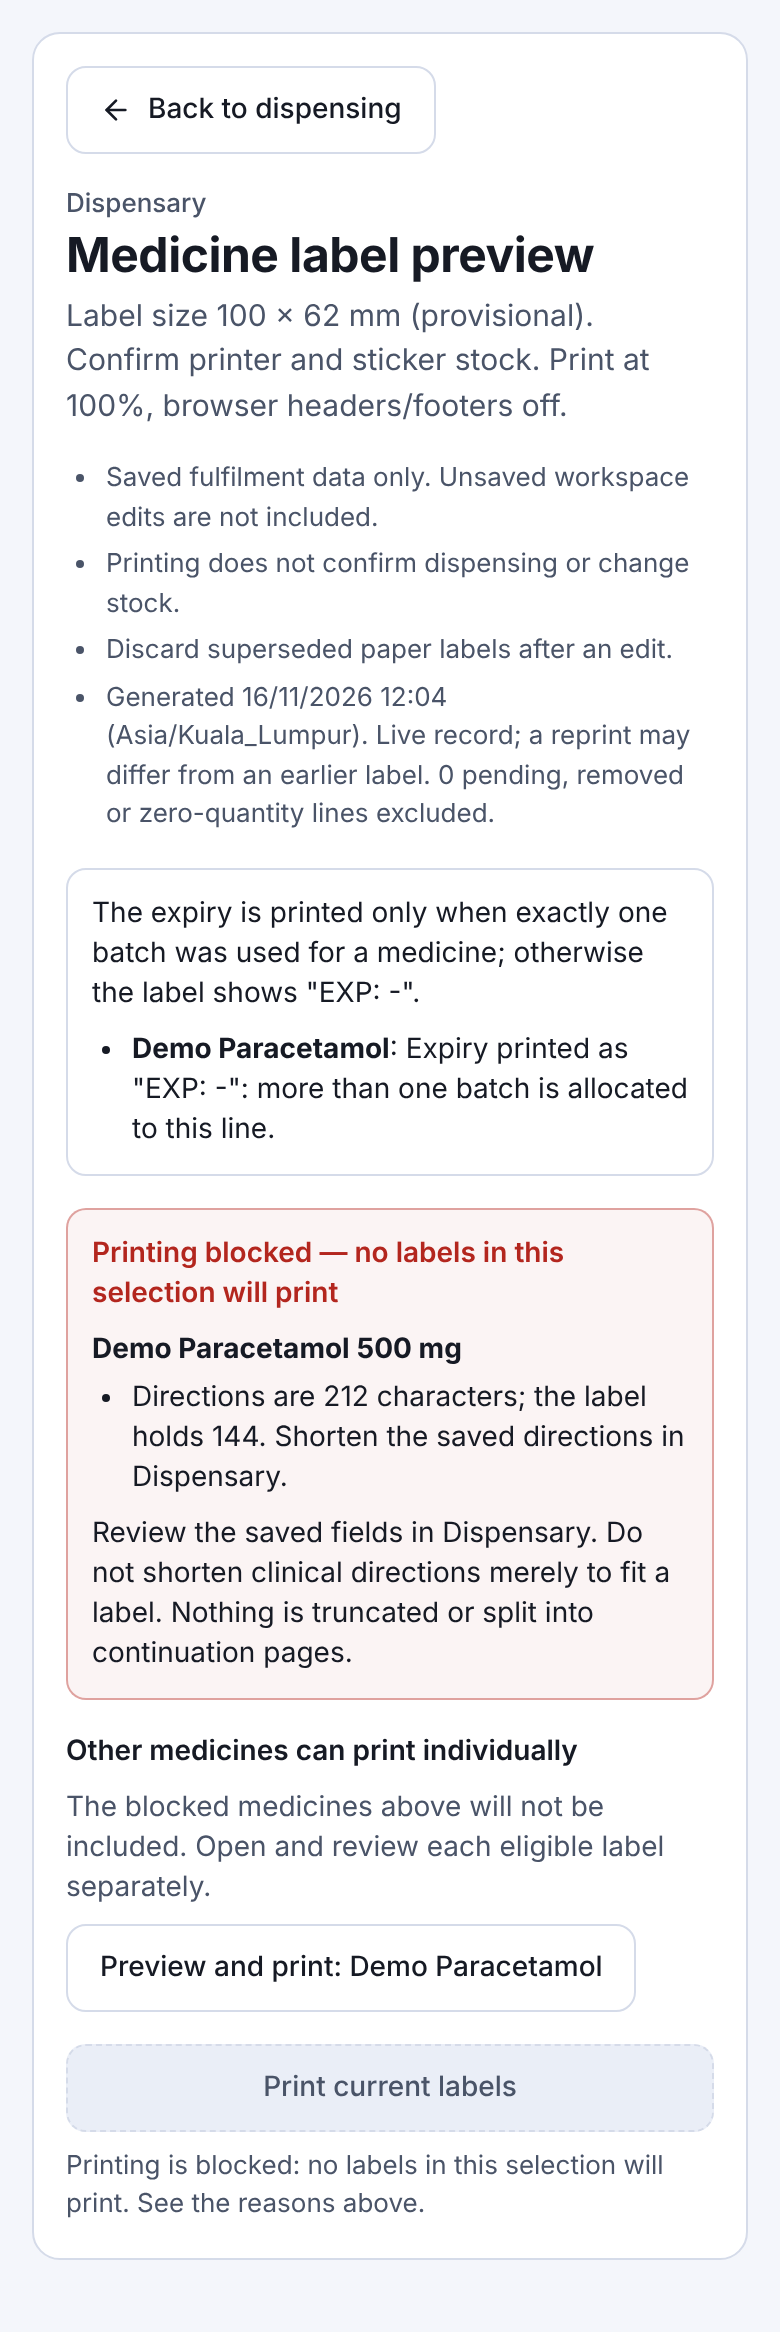 ← Back to dispensing
Dispensary
Medicine label preview
Label size 100 × 62 mm (provisional).
Confirm printer and sticker stock. Print at
100%, browser headers/footers off.
• Saved fulfilment data only. Unsaved workspace
edits are not included.
• Printing does not confirm dispensing or change
stock.
• Discard superseded paper labels after an edit.
• Generated 16/11/2026 12:04
(Asia/Kuala_Lumpur). Live record; a reprint may
differ from an earlier label. 0 pending, removed
or zero-quantity lines excluded.
The expiry is printed only when exactly one
batch was used for a medicine; otherwise
the label shows "EXP: -".
• Demo Paracetamol: Expiry printed as
"EXP: -": more than one batch is allocated
to this line.
Printing blocked — no labels in this
selection will print
Demo Paracetamol 500 mg
• Directions are 212 characters; the label
holds 144. Shorten the saved directions in
Dispensary.
Review the saved fields in Dispensary. Do
not shorten clinical directions merely to fit a
label. Nothing is truncated or split into
continuation pages.
Other medicines can print individually
The blocked medicines above will not be
included. Open and review each eligible label
separately.
Preview and print: Demo Paracetamol
Print current labels
Printing is blocked: no labels in this selection will
print. See the reasons above.